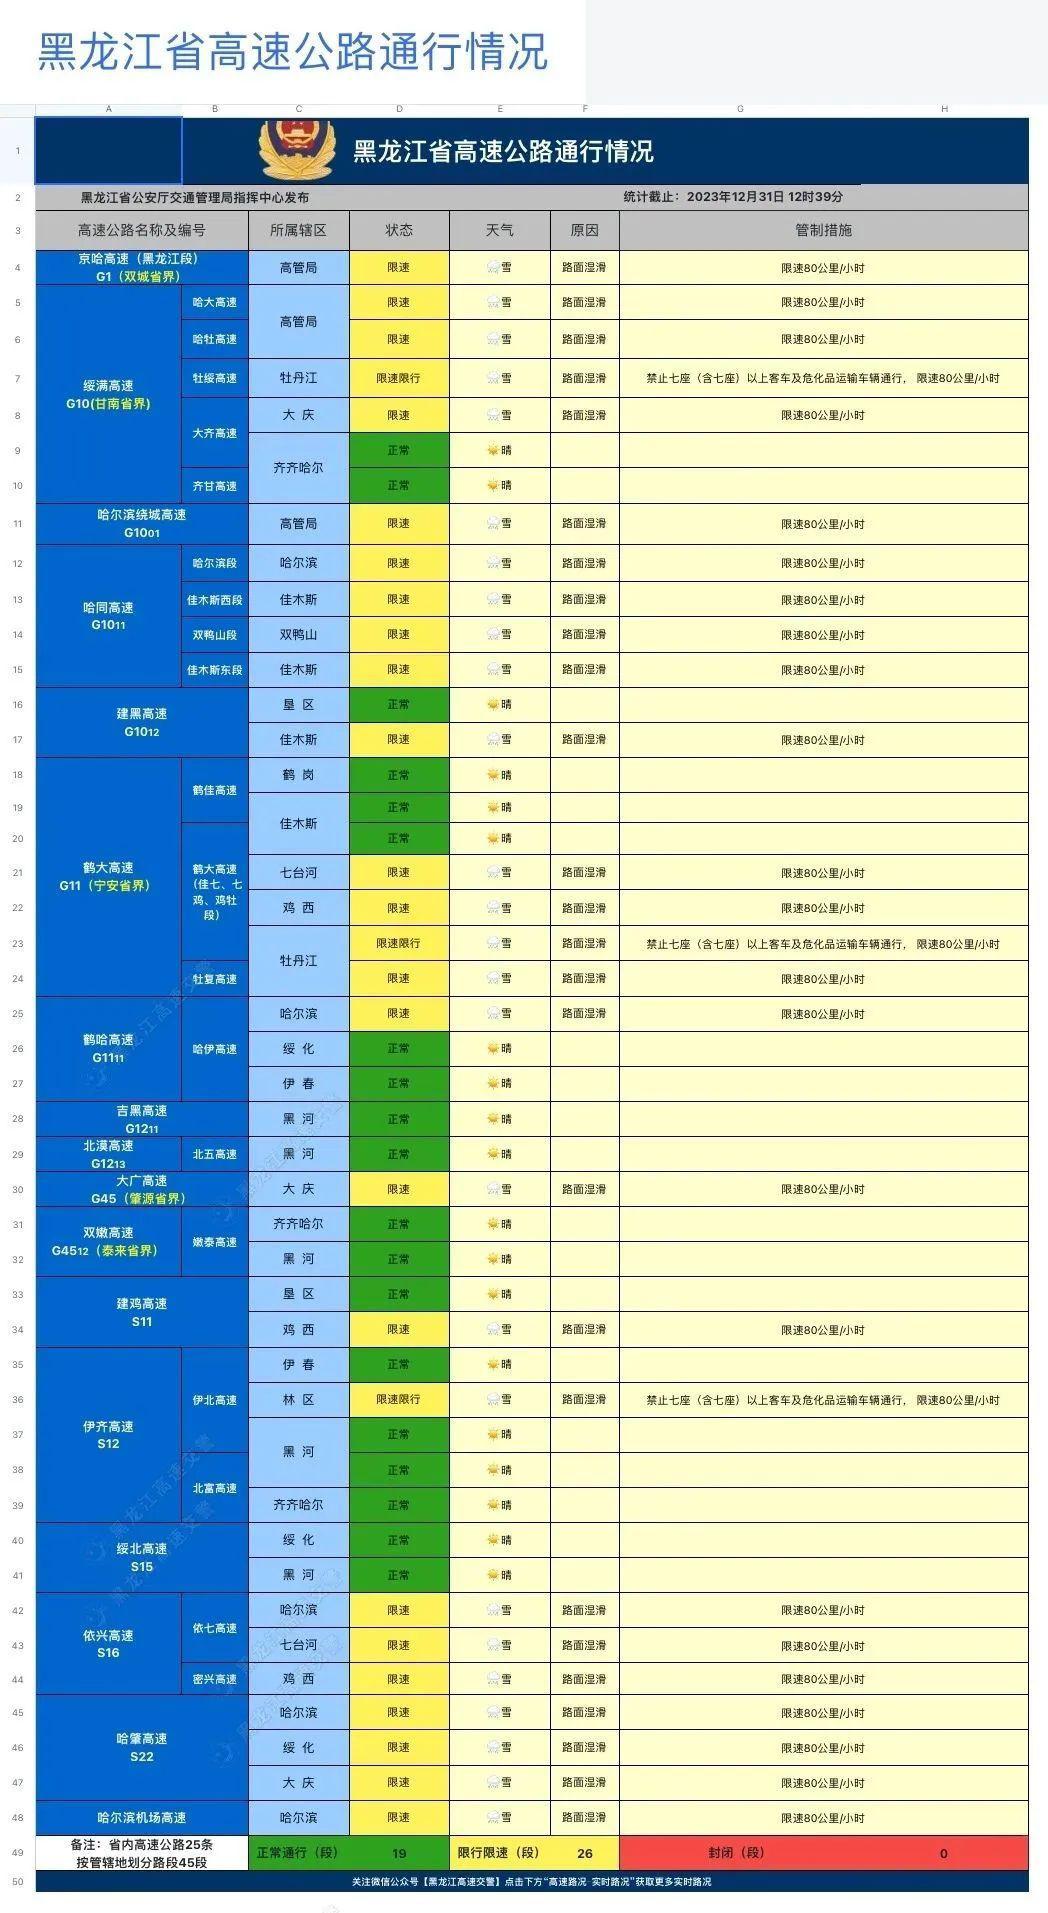 黑龙江省高速公路通行情况
A B C D E F G H
1 黑龙江省高速公路通行情况
2 黑龙江省公安厅交通管理局指挥中心发布 统计截止：2023年12月31日 12时39分
3 高速公路名称及编号 所属辖区 状态 天气 原因 管制措施
京哈高速（黑龙江段）
4 G1（双城省界） 高管局 限速 雪 路面湿滑 限速80公里/小时
5 哈大高速 限速 雪 路面湿滑 限速80公里/小时
高管局
6 哈牡高速 限速 雪 路面湿滑 限速80公里/小时
7 牡绥高速 牡丹江 限速限行 雪 路面湿滑 禁止七座（含七座）以上客车及危化品运输车辆通行， 限速80公里/小时
绥满高速
G10(甘南省界)
8 大 庆 限速 雪 路面湿滑 限速80公里/小时
大齐高速
9 正常 晴
齐齐哈尔
10 齐甘高速 正常 晴
哈尔滨绕城高速
11 G1001 高管局 限速 雪 路面湿滑 限速80公里/小时
12 哈尔滨段 哈尔滨 限速 雪 路面湿滑 限速80公里/小时
13 佳木斯西段 佳木斯 限速 雪 路面湿滑 限速80公里/小时
哈同高速
G1011
14 双鸭山段 双鸭山 限速 雪 路面湿滑 限速80公里/小时
15 佳木斯东段 佳木斯 限速 雪 路面湿滑 限速80公里/小时
16 垦 区 正常 晴
建黑高速
G1012
17 佳木斯 限速 雪 路面湿滑 限速80公里/小时
18 鹤 岗 正常 晴
鹤佳高速
19 正常 晴
佳木斯
20 正常 晴
21 七台河 限速 雪 路面湿滑 限速80公里/小时
鹤大高速
G11（宁安省界）
鹤大高速
（佳七、七
鸡、鸡牡
段）
22 鸡 西 限速 雪 路面湿滑 限速80公里/小时
23 限速限行 雪 路面湿滑 禁止七座（含七座）以上客车及危化品运输车辆通行， 限速80公里/小时
牡丹江
24 牡复高速 限速 雪 路面湿滑 限速80公里/小时
25 哈尔滨 限速 雪 路面湿滑 限速80公里/小时
鹤哈高速
G1111
26 哈伊高速 绥 化 正常 晴
27 伊 春 正常 晴
吉黑高速
28 G1211 黑 河 正常 晴
北漠高速
29 G1213 北五高速 黑 河 正常 晴
大广高速
30 G45（肇源省界） 大 庆 限速 雪 路面湿滑 限速80公里/小时
31 齐齐哈尔 正常 晴
双嫩高速
G4512（泰来省界） 嫩泰高速
32 黑 河 正常 晴
33 垦 区 正常 晴
建鸡高速
S11
34 鸡 西 限速 雪 路面湿滑 限速80公里/小时
35 伊 春 正常 晴
36 伊北高速 林 区 限速限行 雪 路面湿滑 禁止七座（含七座）以上客车及危化品运输车辆通行， 限速80公里/小时
伊齐高速
S12
37 正常 晴
黑 河
38 正常 晴
北富高速
39 齐齐哈尔 正常 晴
40 绥 化 正常 晴
绥北高速
S15
41 黑 河 正常 晴
42 哈尔滨 限速 雪 路面湿滑 限速80公里/小时
依七高速
依兴高速
S16
43 七台河 限速 雪 路面湿滑 限速80公里/小时
44 密兴高速 鸡 西 限速 雪 路面湿滑 限速80公里/小时
45 哈尔滨 限速 雪 路面湿滑 限速80公里/小时
哈肇高速
S22
46 绥 化 限速 雪 路面湿滑 限速80公里/小时
47 大 庆 限速 雪 路面湿滑 限速80公里/小时
48 哈尔滨机场高速 哈尔滨 限速 雪 路面湿滑 限速80公里/小时
备注：省内高速公路25条
49 按管辖地划分路段45段 正常通行（段） 19 限行限速（段） 26 封闭（段） 0
50 关注微信公众号【黑龙江高速交警】点击下方“高速路况-实时路况”获取更多实时路况
黑龙江高速交警